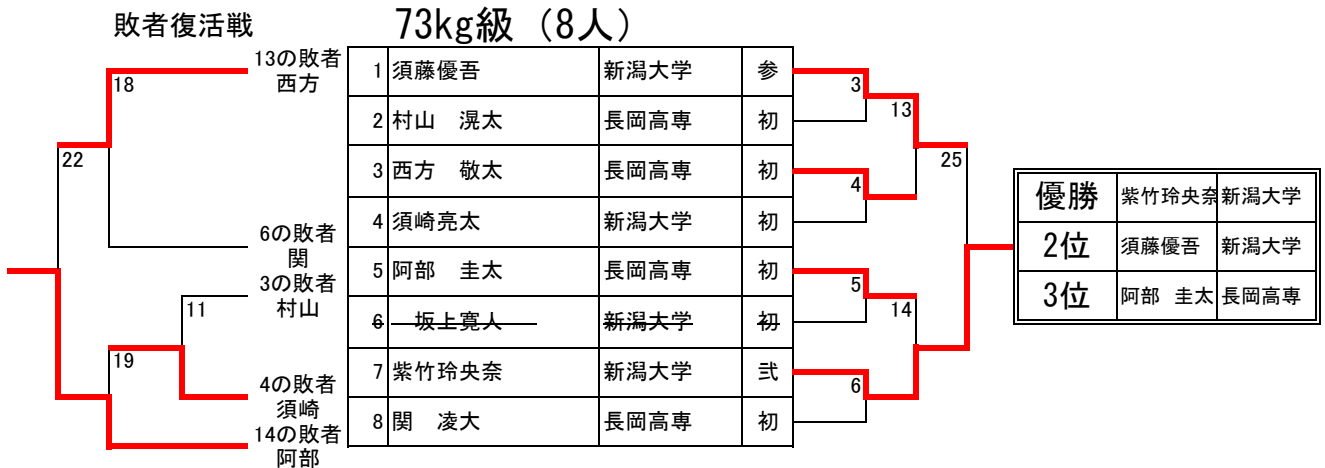 敗者復活戦
73kg級（8人）
13の敗者
西方
18
22
6の敗者
関
3の敗者
村山
11
19
4の敗者
須崎
14の敗者
阿部
1 須藤優吾 新潟大学 参
2 村山　滉太 長岡高専 初
3 西方　敬太 長岡高専 初
4 須崎亮太 新潟大学 初
5 阿部　圭太 長岡高専 初
6 坂上寛人 新潟大学 初
7 紫竹玲央奈 新潟大学 弐
8 関　凌大 長岡高専 初
3
13
4
25
5
14
6
優勝 紫竹玲央奈 新潟大学
2位 須藤優吾 新潟大学
3位 阿部　圭太 長岡高専